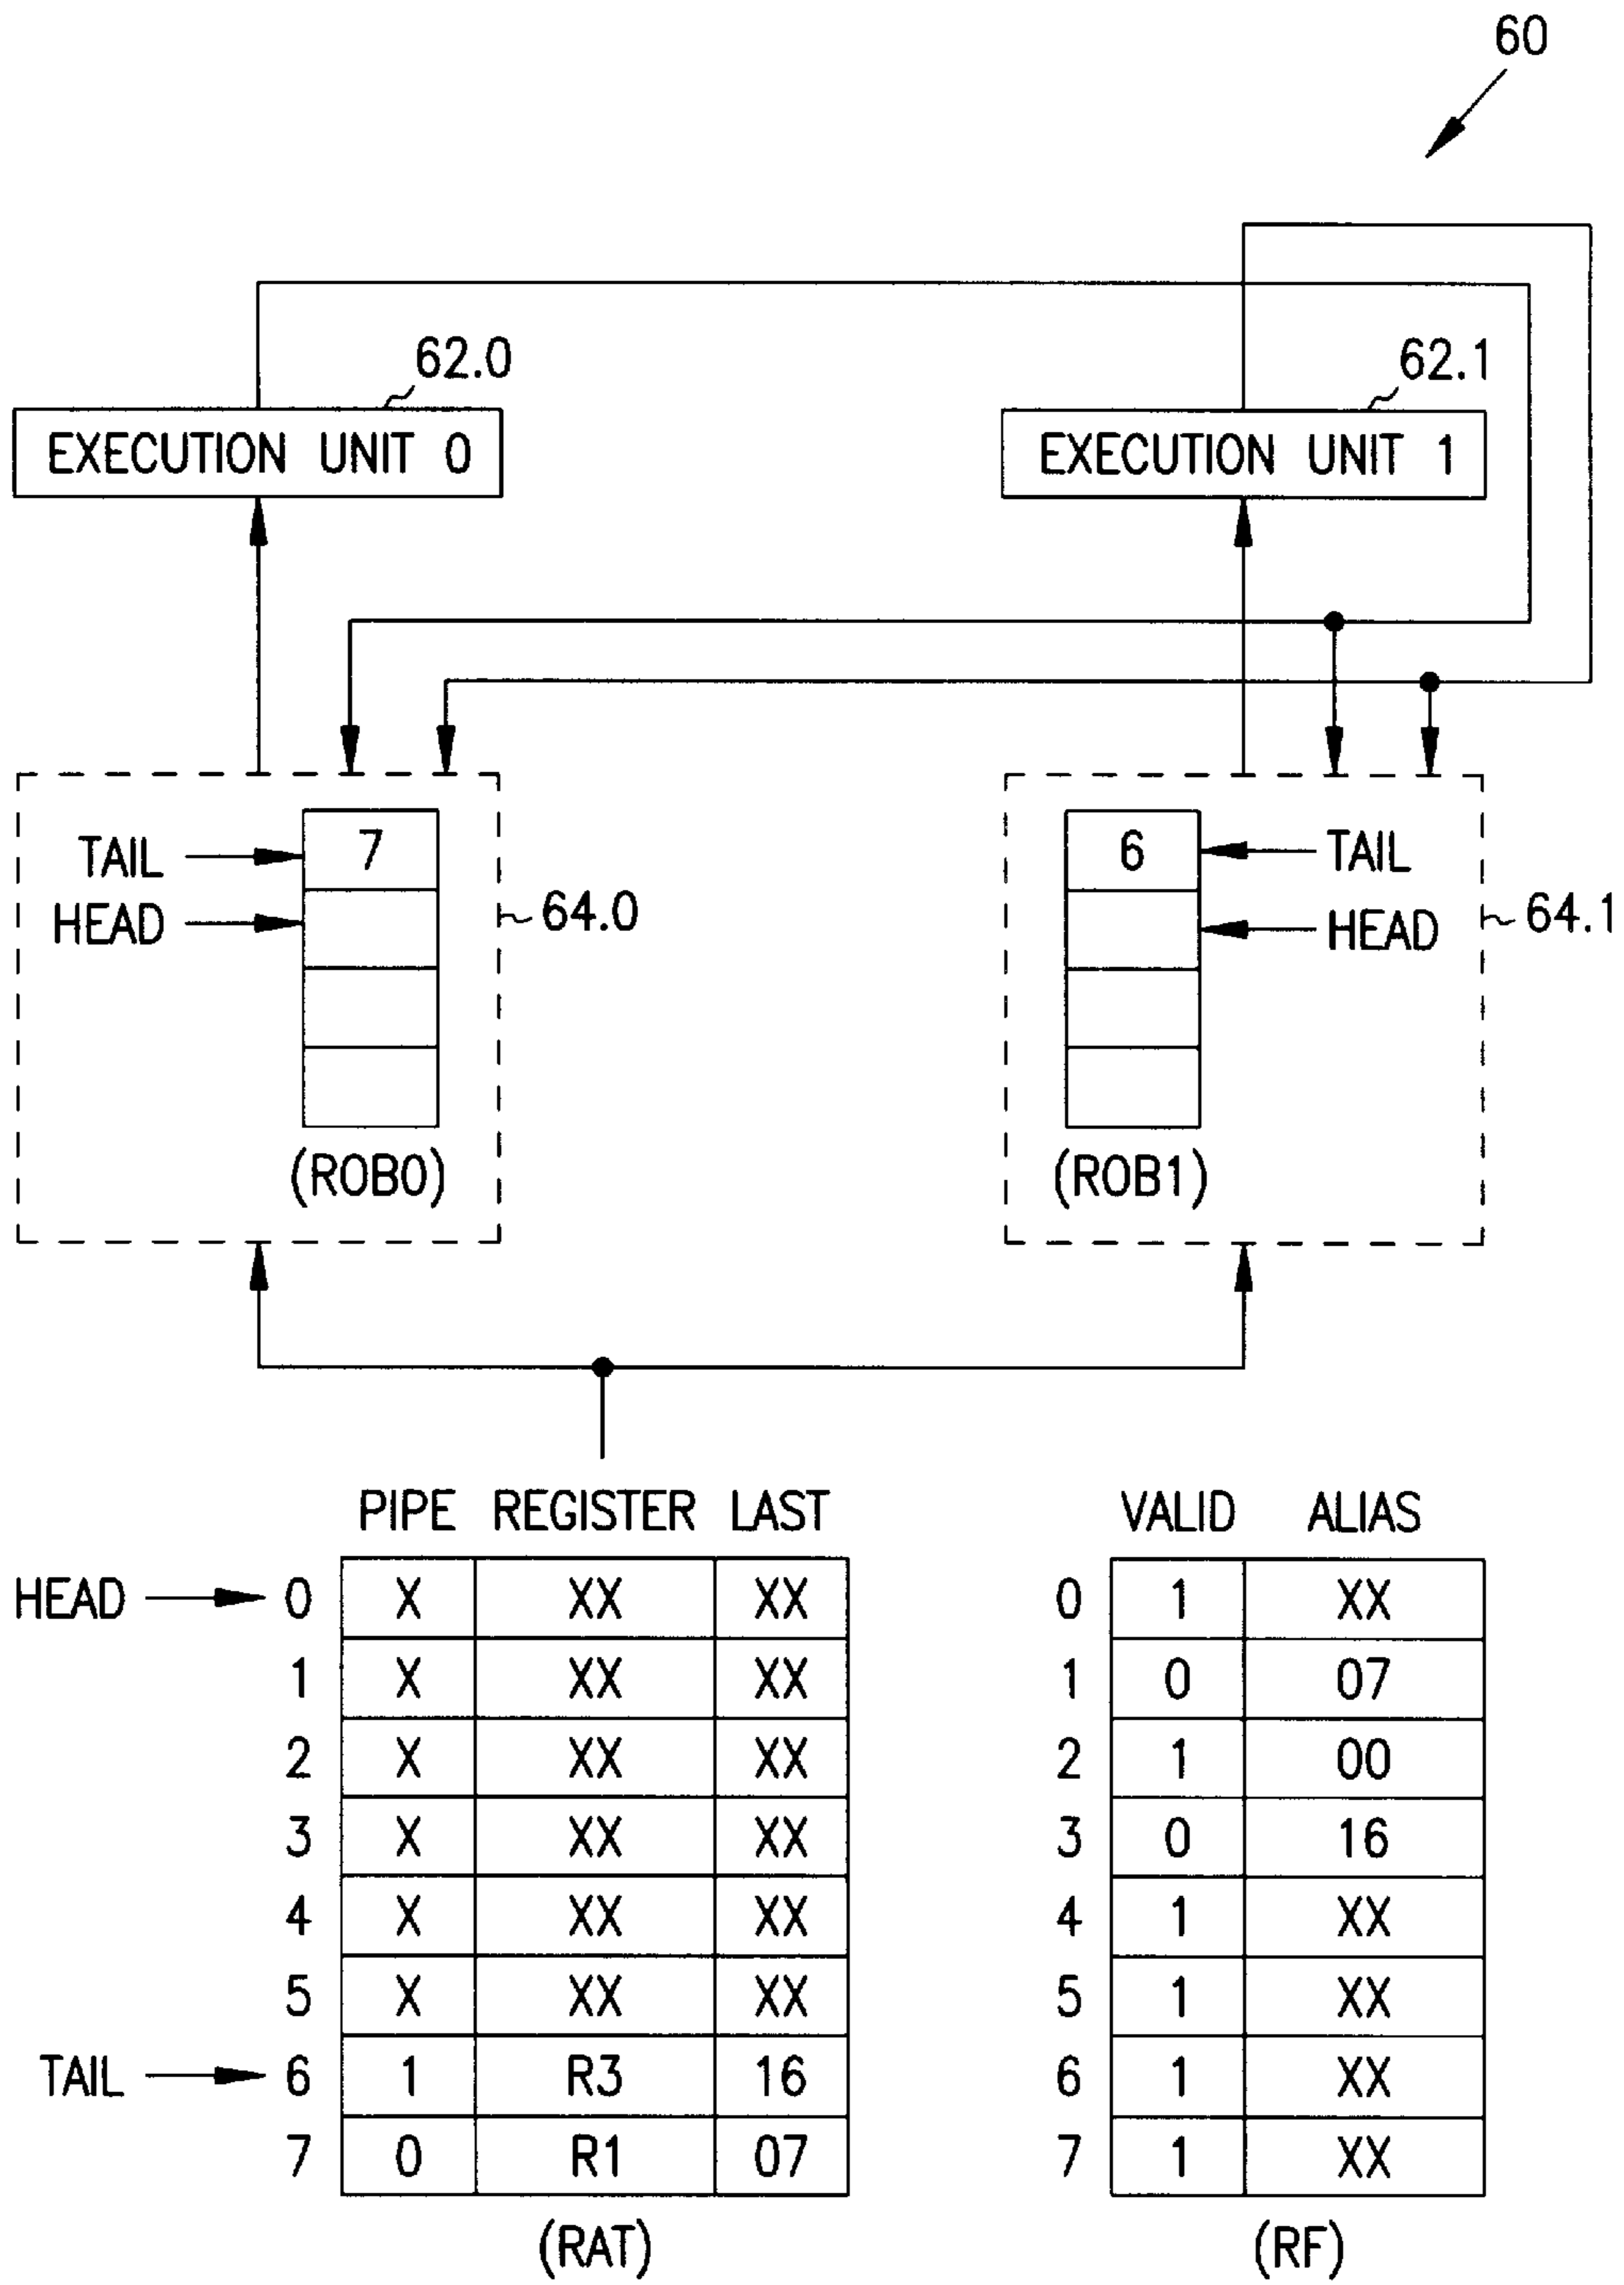 60
62.0
62.1
EXECUTION UNIT 0
EXECUTION UNIT 1
TAIL 7
HEAD
64.0
(ROB0)
6 TAIL
HEAD
64.1
(ROB1)
PIPE REGISTER LAST
HEAD 0 X XX XX
1 X XX XX
2 X XX XX
3 X XX XX
4 X XX XX
5 X XX XX
TAIL 6 1 R3 16
7 0 R1 07
(RAT)
VALID ALIAS
0 1 XX
1 0 07
2 1 00
3 0 16
4 1 XX
5 1 XX
6 1 XX
7 1 XX
(RF)